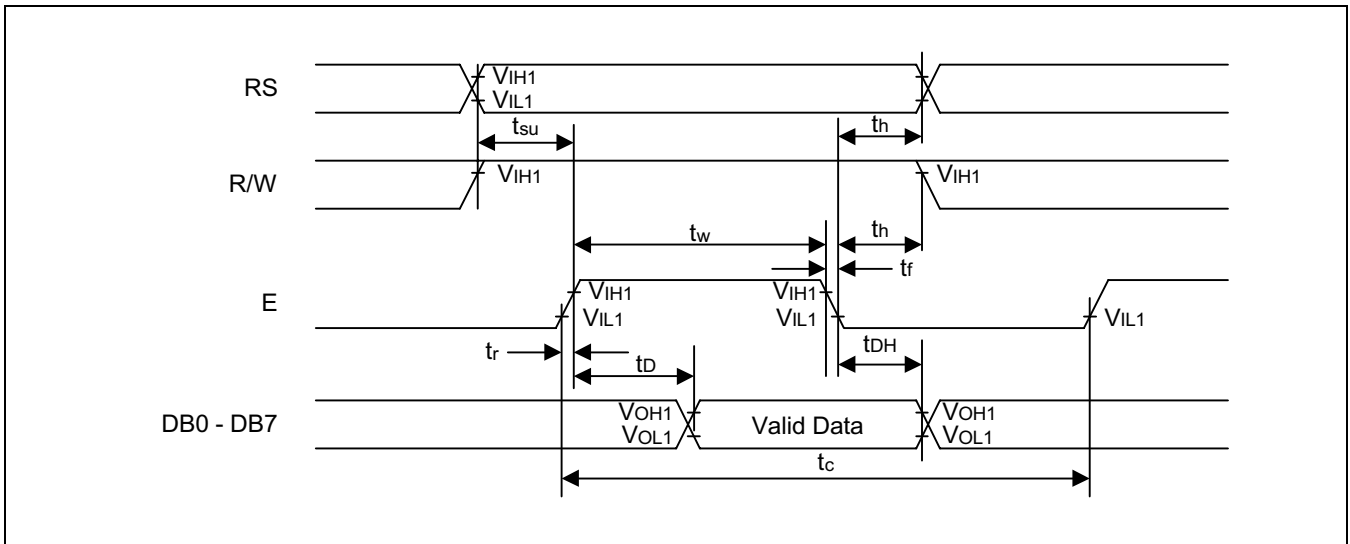 RS
VIH1
VIL1
tsu
th
R/W
VIH1
VIH1
tw
th
tf
E
VIH1
VIL1
VIH1
VIL1
VIL1
tr
tD
tDH
DB0 - DB7
VOH1
VOL1
Valid Data
VOH1
VOL1
tc